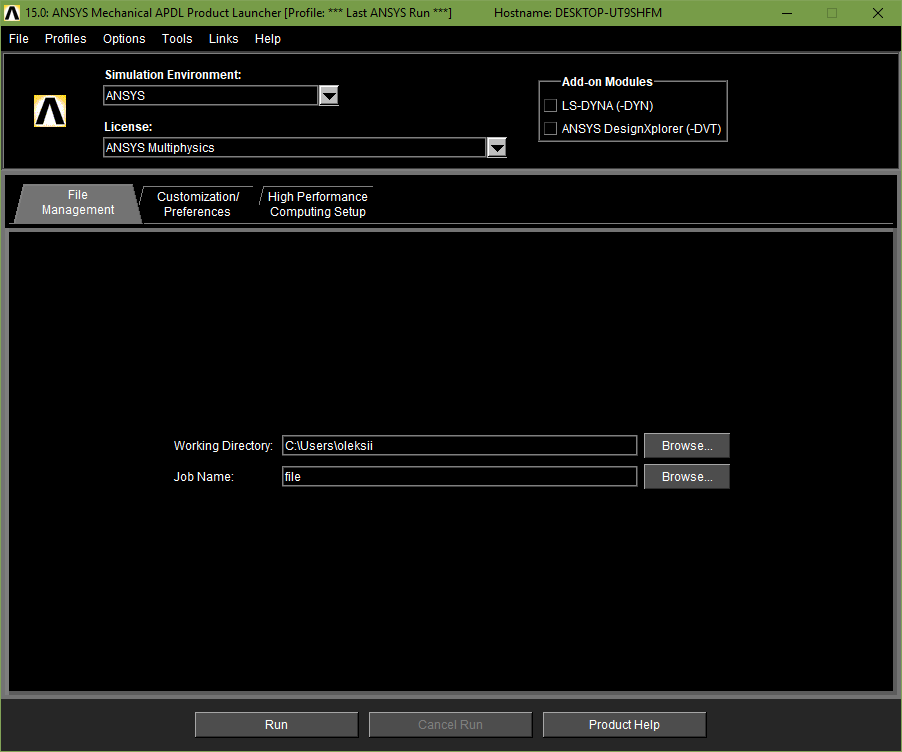 15.0: ANSYS Mechanical APDL Product Launcher [Profile: *** Last ANSYS Run ***] Hostname: DESKTOP-UT9SHFM
File Profiles Options Tools Links Help
Simulation Environment:
ANSYS
License:
ANSYS Multiphysics
Add-on Modules
LS-DYNA (-DYN)
ANSYS DesignXplorer (-DVT)
File
Management
Customization/
Preferences
High Performance
Computing Setup
Working Directory: C:\Users\oleksii Browse...
Job Name: file Browse...
Run Cancel Run Product Help